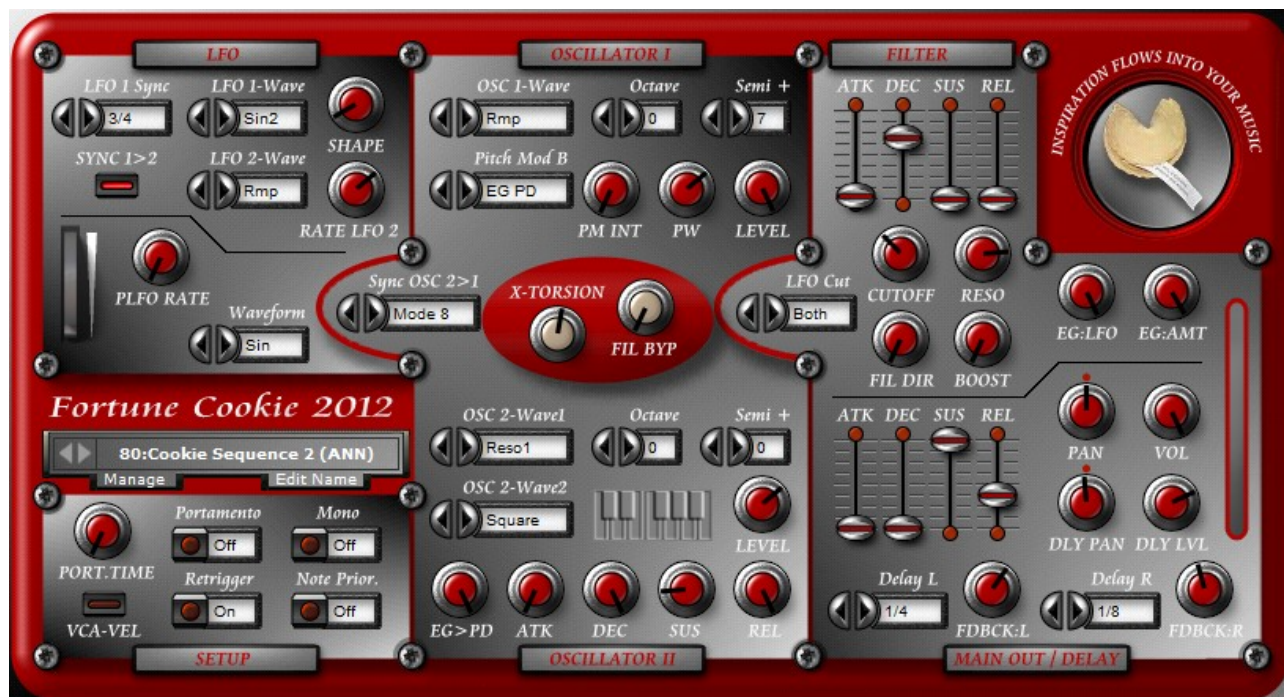 LFO
LFO 1 Sync
LFO 1-Wave
3/4
Sin2
SHAPE
SYNC 1>2
LFO 2-Wave
Rmp
RATE LFO 2
PLFO RATE
Waveform
Sin
OSCILLATOR I
OSC 1-Wave
Octave
Semi +
Rmp
0
7
Pitch Mod B
EG PD
PM INT
PW
LEVEL
Sync OSC 2>1
Mode 8
X-TORSION
FIL BYP
LFO Cut
Both
FILTER
ATK DEC SUS REL
CUTOFF
RESO
FIL DIR
BOOST
INSPIRATION FLOWS INTO YOUR MUSIC
EG:LFO
EG:AMT
Fortune Cookie 2012
80:Cookie Sequence 2 (ANN)
Manage
Edit Name
Portamento
Mono
Off
Off
PORT.TIME
Retrigger
Note Prior.
On
Off
VCA-VEL
SETUP
OSC 2-Wave1
Octave
Semi +
Reso1
0
0
OSC 2-Wave2
Square
LEVEL
EG>PD
ATK
DEC
SUS
REL
OSCILLATOR II
ATK DEC SUS REL
PAN
VOL
DLY PAN
DLY LVL
Delay L
1/4
FDBCK:L
Delay R
1/8
FDBCK:R
MAIN OUT / DELAY